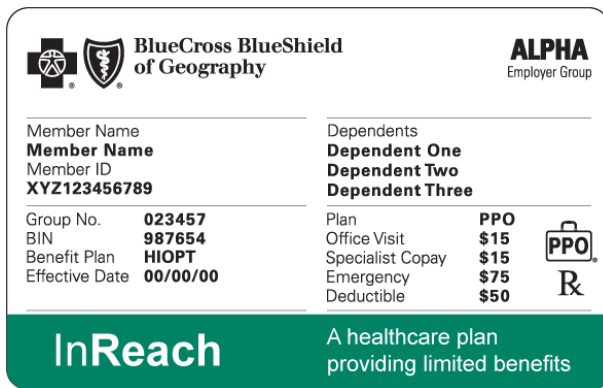 BlueCross BlueShield
of Geography
ALPHA
Employer Group
Member Name
Member Name
Member ID
XYZ123456789
Dependents
Dependent One
Dependent Two
Dependent Three
Group No. 023457
BIN 987654
Benefit Plan HIOPT
Effective Date 00/00/00
Plan PPO
Office Visit $15
Specialist Copay $15
Emergency $75
Deductible $50
PPO
Rx
InReach
A healthcare plan
providing limited benefits